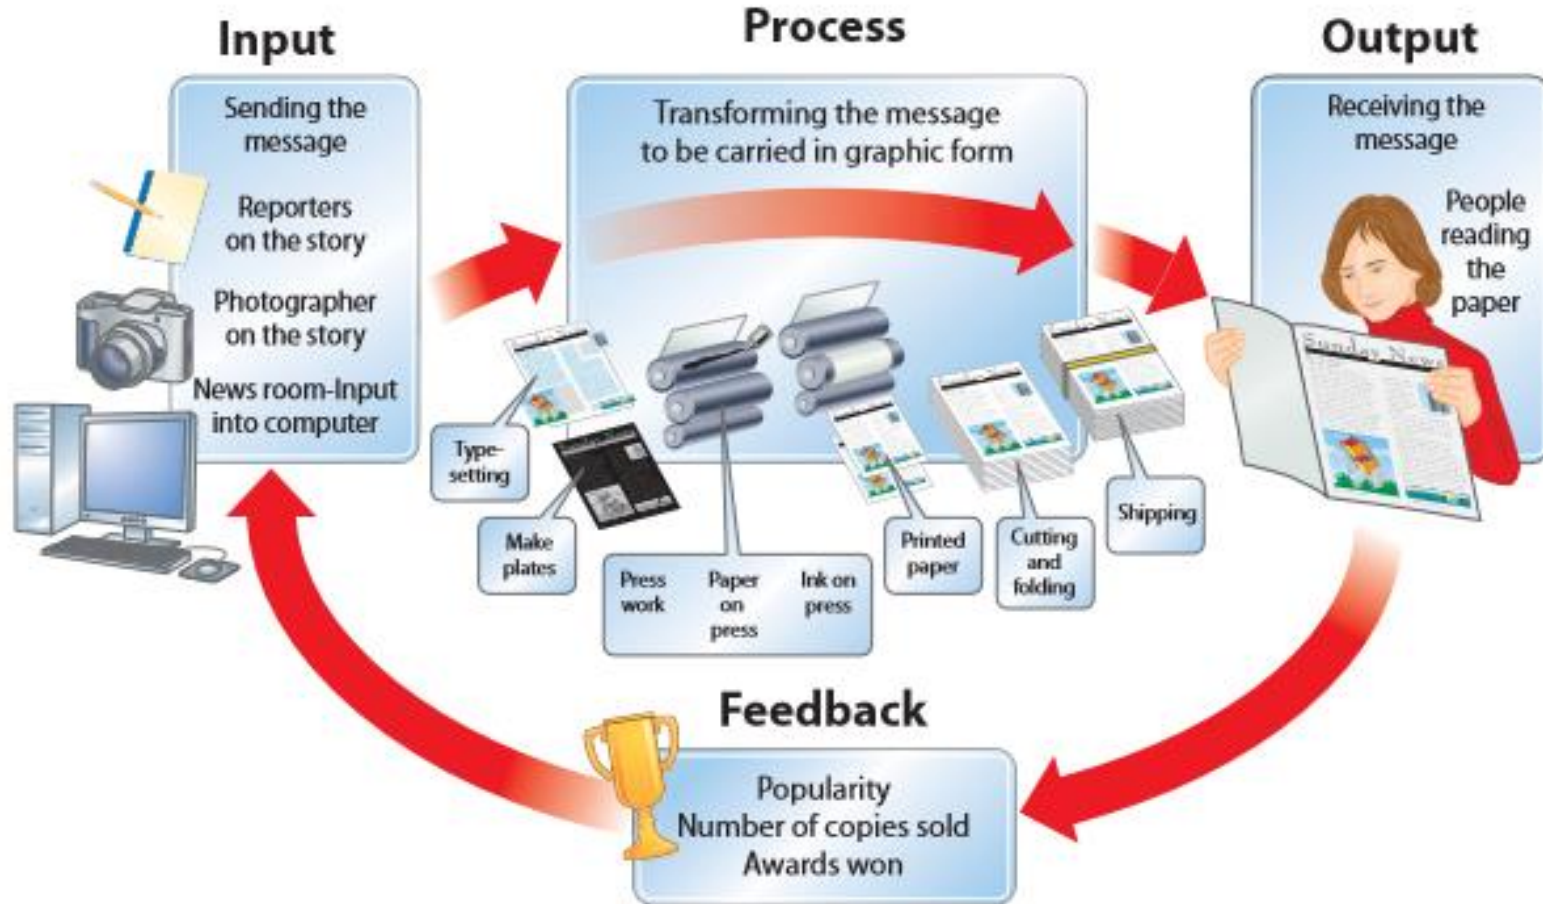 Input
Sending the
message
Reporters
on the story
Photographer
on the story
News room-Input
into computer
Process
Transforming the message
to be carried in graphic form
Type-
setting
Make
plates
Press
work
Paper
on
press
Ink on
press
Printed
paper
Cutting
and
folding
Shipping
Output
Receiving the
message
People
reading
the
paper
Sunday News
Feedback
Popularity
Number of copies sold
Awards won